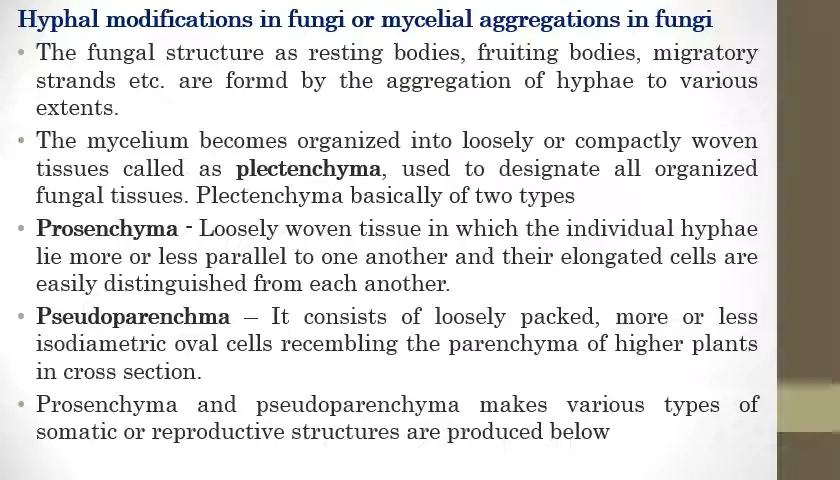 Hyphal modifications in fungi or mycelial aggregations in fungi
• The fungal structure as resting bodies, fruiting bodies, migratory
strands etc. are formd by the aggregation of hyphae to various
extents.
• The mycelium becomes organized into loosely or compactly woven
tissues called as plectenchyma, used to designate all organized
fungal tissues. Plectenchyma basically of two types
• Prosenchyma - Loosely woven tissue in which the individual hyphae
lie more or less parallel to one another and their elongated cells are
easily distinguished from each another.
• Pseudoparenchma – It consists of loosely packed, more or less
isodiametric oval cells recembling the parenchyma of higher plants
in cross section.
• Prosenchyma and pseudoparenchyma makes various types of
somatic or reproductive structures are produced below